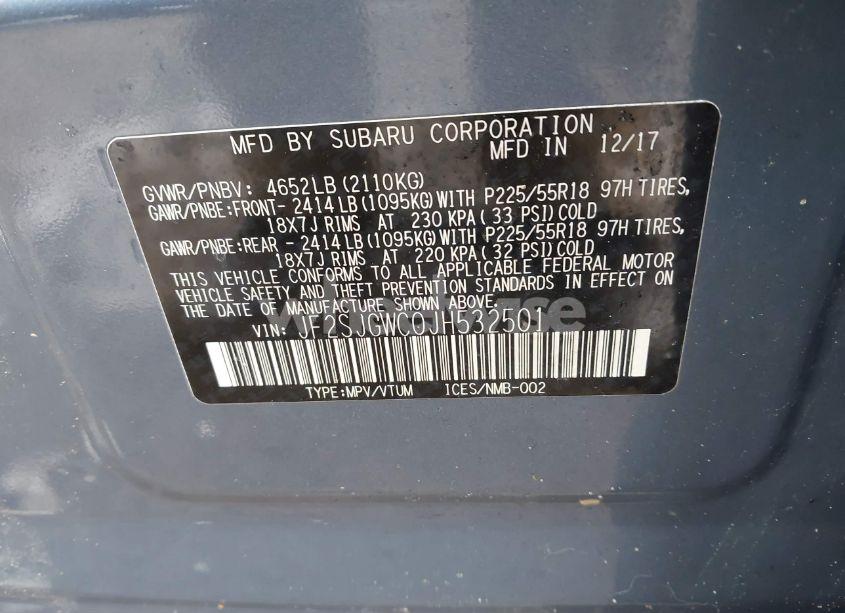 MFD BY SUBARU CORPORATION
MFD IN 12/17
GVWR/PNBV: 4652LB(2110KG)
GAWR/PNBE:FRONT- 2414LB(1095KG)WITH P225/55R18 97H TIRES,
18X7J RIMS AT 230 KPA( 33 PSI)COLD
GAWR/PNBE:REAR - 2414LB(1095KG)WITH P225/55R18 97H TIRES,
18X7J RIMS AT 220 KPA( 32 PSI)COLD
THIS VEHICLE CONFORMS TO ALL APPLICABLE FEDERAL MOTOR
VEHICLE SAFETY AND THEFT PREVENTION STANDARDS IN EFFECT ON
THE DATE OF MANUFACTURE SHOWN ABOVE.
VIN: JF2SJGWC0JH532501
TYPE:MPV/VTUM ICES/NMB-002